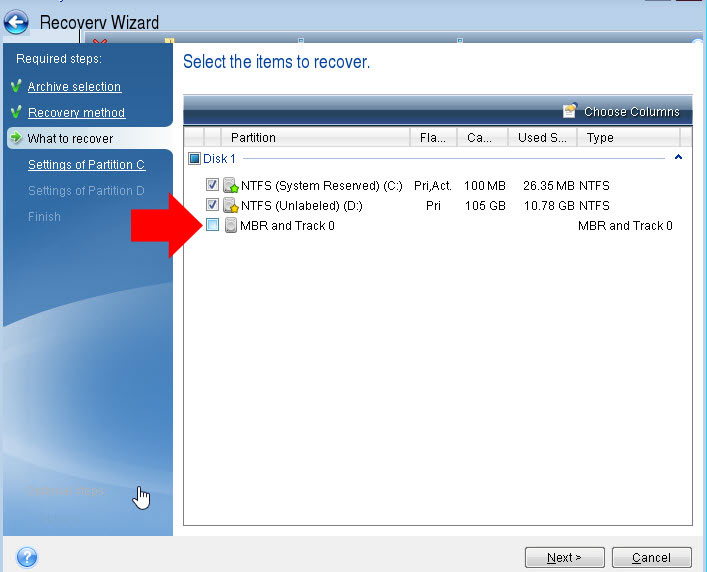 Recovery Wizard
Required steps:
Archive selection
Recovery method
What to recover
Settings of Partition C
Settings of Partition D
Finish
Select the items to recover.
Choose Columns
Partition Fla... Ca... Used S... Type
Disk 1
NTFS (System Reserved) (C:) Pri,Act. 100 MB 26.35 MB NTFS
NTFS (Unlabeled) (D:) Pri 105 GB 10.78 GB NTFS
MBR and Track 0 MBR and Track 0
?
Next >
Cancel